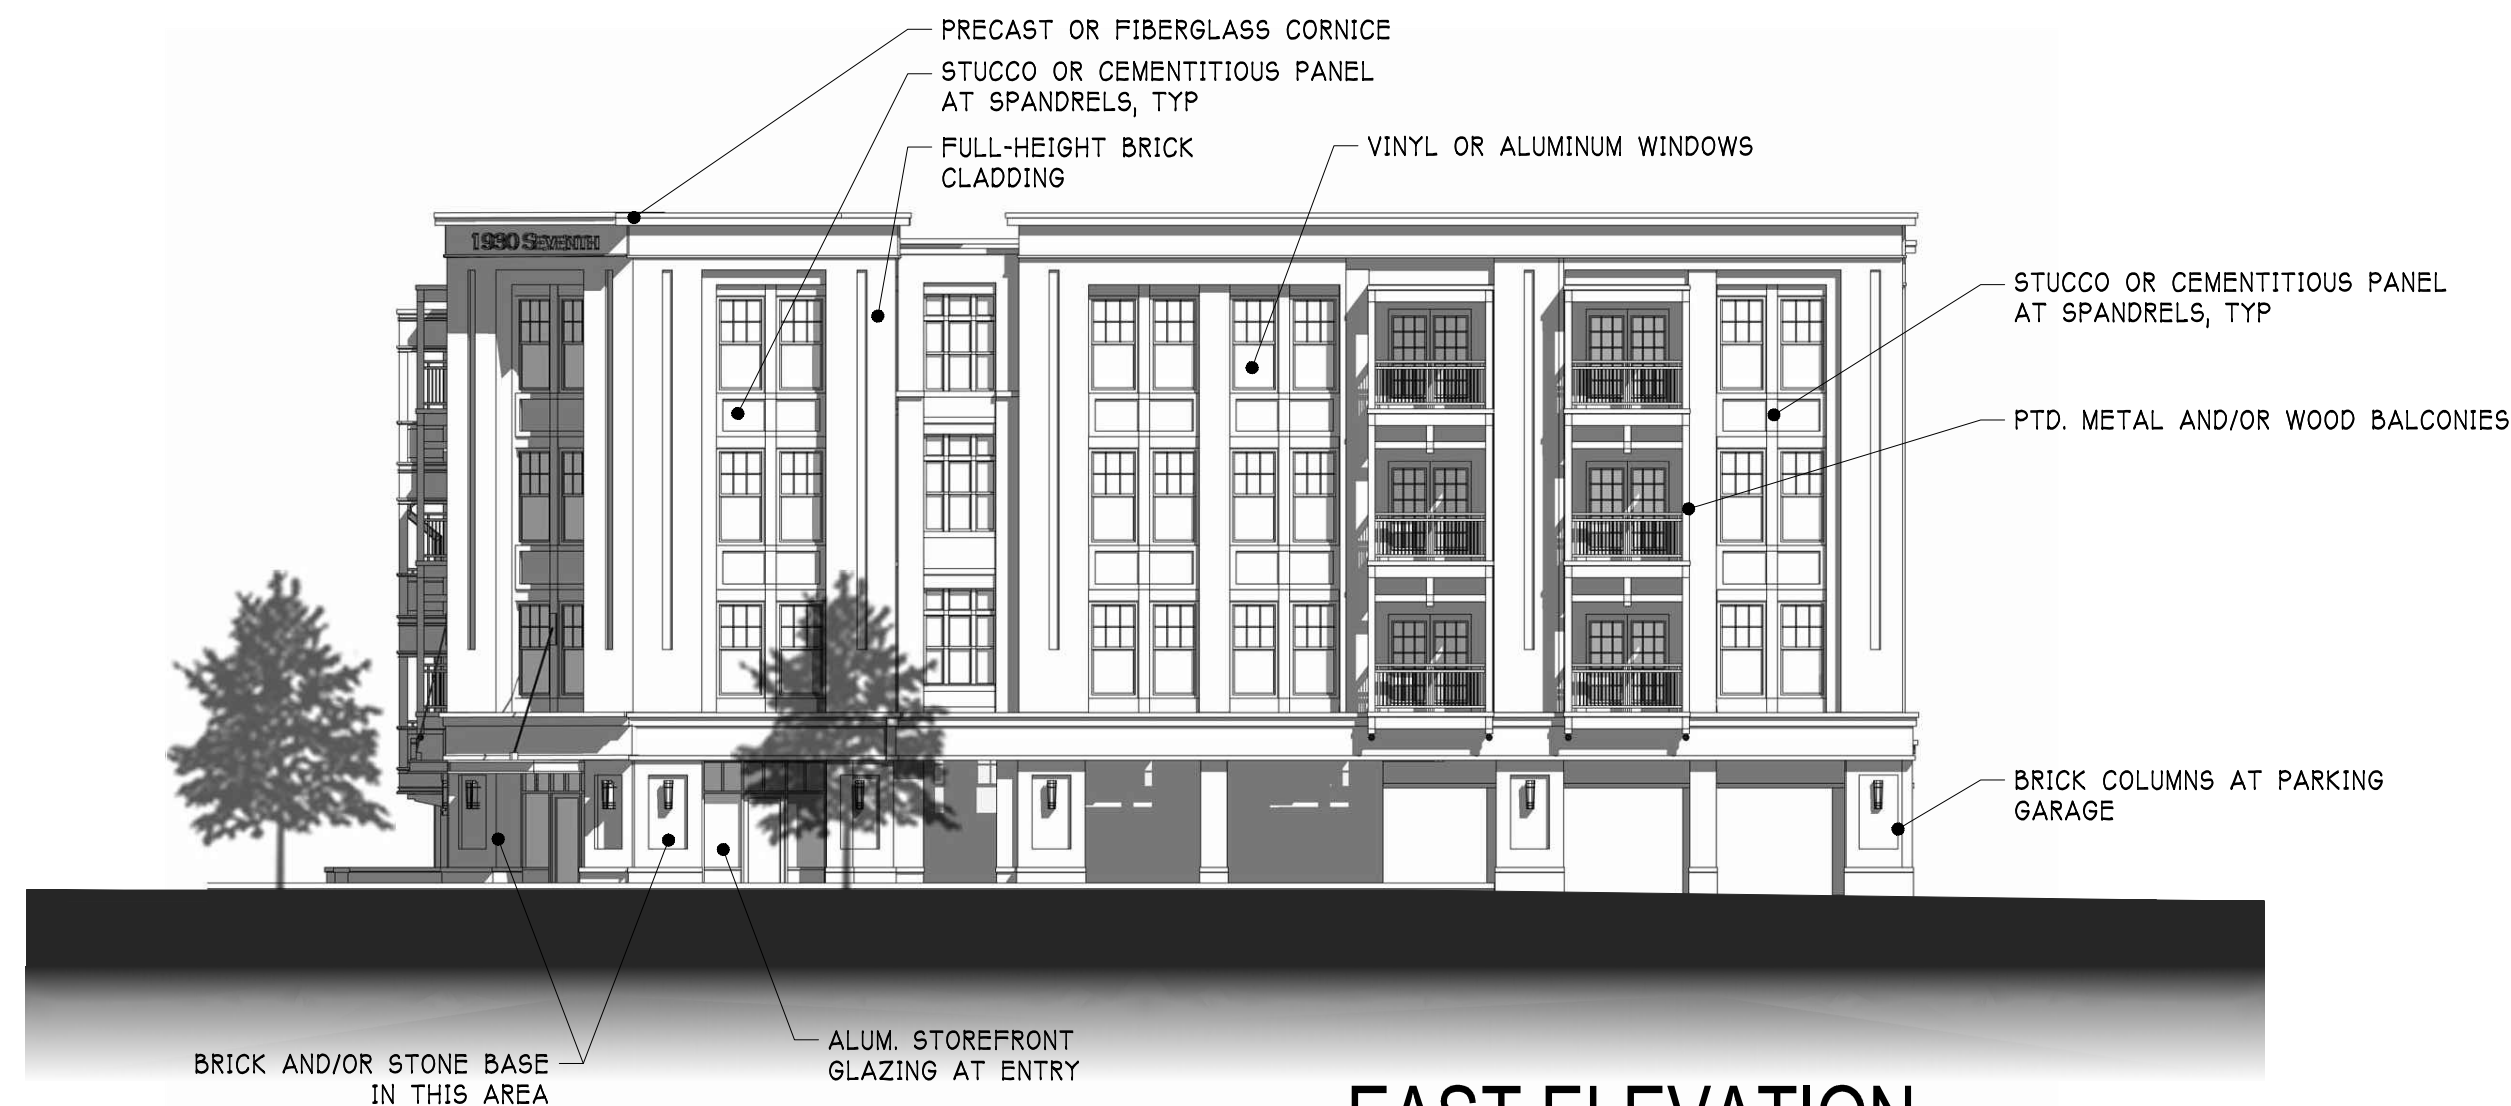 PRECAST OR FIBERGLASS CORNICE
STUCCO OR CEMENTITIOUS PANEL
AT SPANDRELS, TYP
FULL-HEIGHT BRICK
CLADDING
VINYL OR ALUMINUM WINDOWS
1930 SEVENTH
STUCCO OR CEMENTITIOUS PANEL
AT SPANDRELS, TYP
PTD. METAL AND/OR WOOD BALCONIES
BRICK COLUMNS AT PARKING
GARAGE
ALUM. STOREFRONT
GLAZING AT ENTRY
BRICK AND/OR STONE BASE
IN THIS AREA
EAST ELEVATION